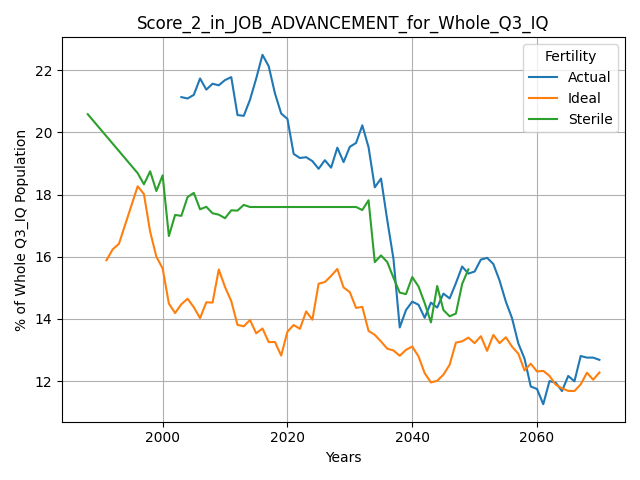 Score_2_in_JOB_ADVANCEMENT_for_Whole_Q3_IQ
Fertility
Actual
Ideal
Sterile
% of Whole Q3_IQ Population
22
20
18
16
14
12
2000 2020 2040 2060
Years